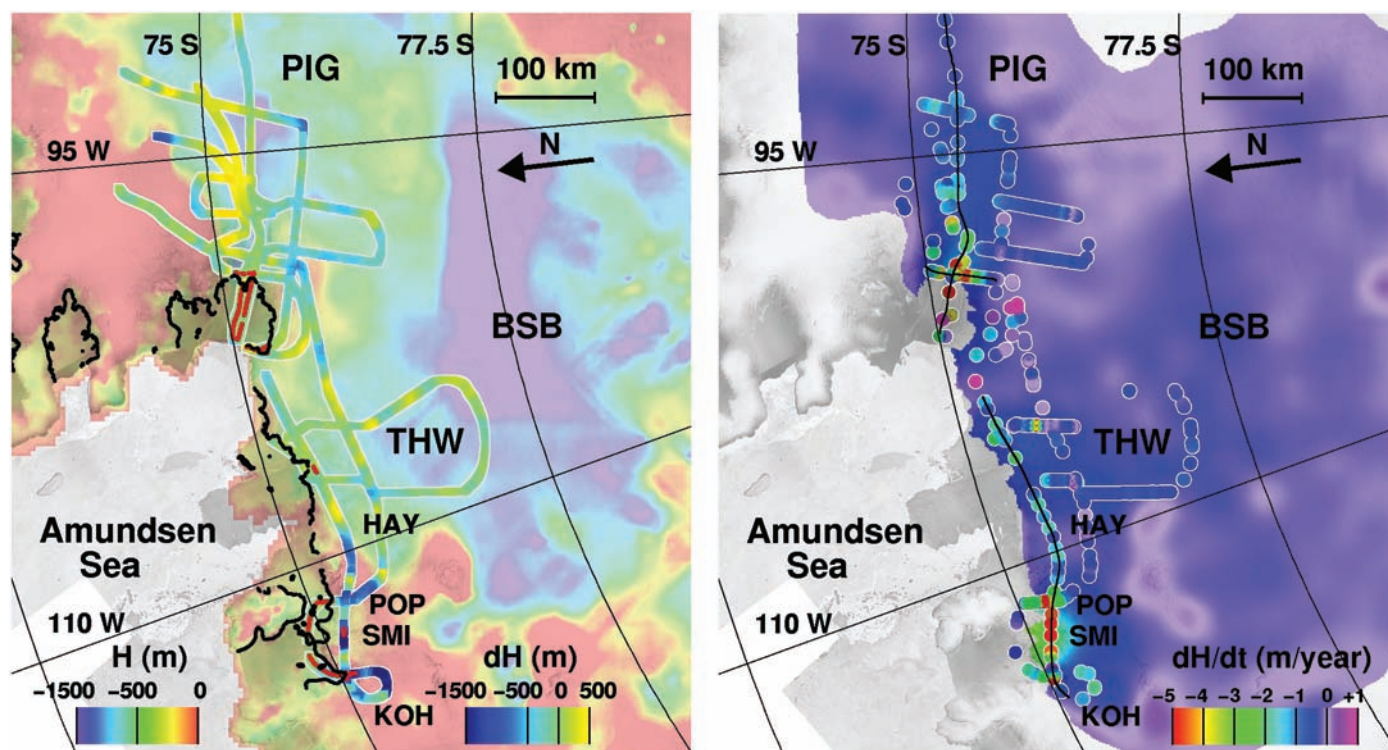 75 S
77.5 S
PIG
100 km
95 W
N
BSB
THW
Amundsen
Sea
HAY
POP
SMI
110 W
H (m)
−1500 −500 0
dH (m)
−1500 0 500
KOH
75 S
77.5 S
PIG
100 km
95 W
N
BSB
THW
Amundsen
Sea
HAY
POP
SMI
110 W
dH/dt (m/year)
−5 −4 −3 −2 −1 0 +1
KOH